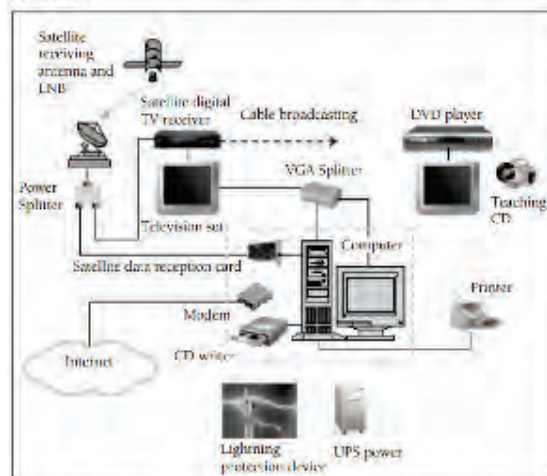 Satellite
receiving
antenna and
LNB
Satellite digital
TV receiver
Cable broadcasting
DVD player
Power
Splitter
VGA Splitter
Television set
Teaching
CD
Computer
Satellite data reception card
Printer
Modem
Internet
CD writer
Lightning
protection device
UPS power